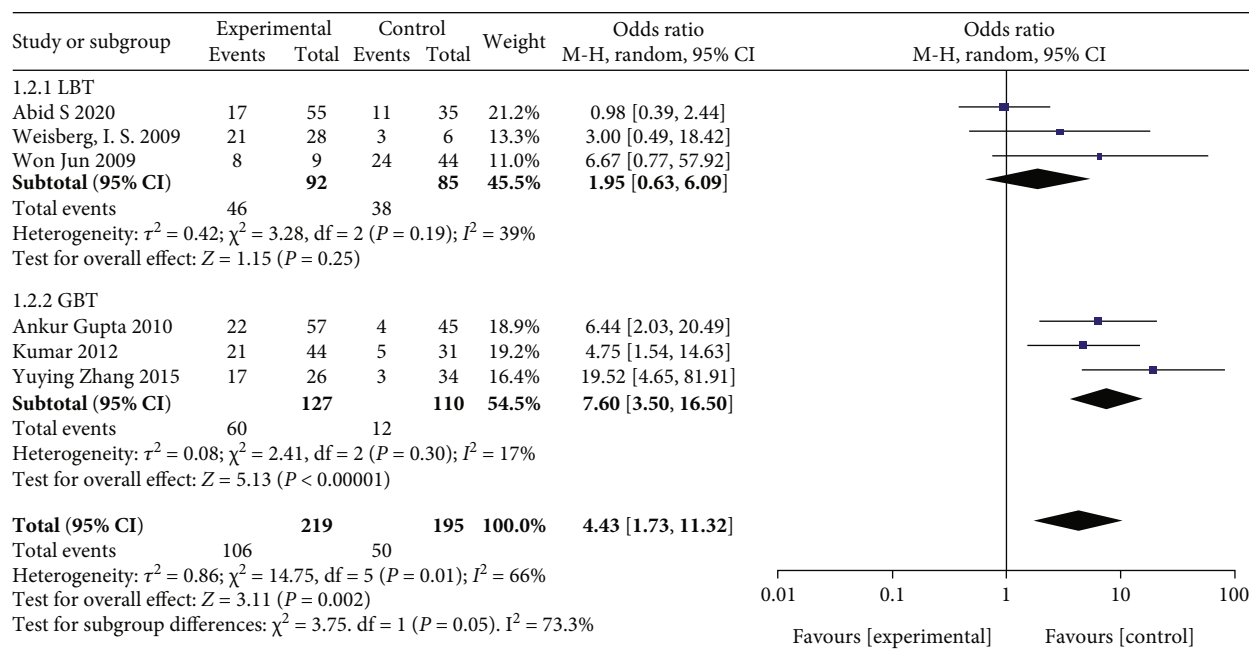 Study or subgroup Experimental Control Weight Odds ratio Odds ratio
Events Total Events Total M-H, random, 95% CI M-H, random, 95% CI
1.2.1 LBT
Abid S 2020 17 55 11 35 21.2% 0.98 [0.39, 2.44]
Weisberg, I. S. 2009 21 28 3 6 13.3% 3.00 [0.49, 18.42]
Won Jun 2009 8 9 24 44 11.0% 6.67 [0.77, 57.92]
Subtotal (95% CI) 92 85 45.5% 1.95 [0.63, 6.09]
Total events 46 38
Heterogeneity: τ² = 0.42; χ² = 3.28, df = 2 (P = 0.19); I² = 39%
Test for overall effect: Z = 1.15 (P = 0.25)
1.2.2 GBT
Ankur Gupta 2010 22 57 4 45 18.9% 6.44 [2.03, 20.49]
Kumar 2012 21 44 5 31 19.2% 4.75 [1.54, 14.63]
Yuying Zhang 2015 17 26 3 34 16.4% 19.52 [4.65, 81.91]
Subtotal (95% CI) 127 110 54.5% 7.60 [3.50, 16.50]
Total events 60 12
Heterogeneity: τ² = 0.08; χ² = 2.41, df = 2 (P = 0.30); I² = 17%
Test for overall effect: Z = 5.13 (P < 0.00001)
Total (95% CI) 219 195 100.0% 4.43 [1.73, 11.32]
Total events 106 50
Heterogeneity: τ² = 0.86; χ² = 14.75, df = 5 (P = 0.01); I² = 66%
Test for overall effect: Z = 3.11 (P = 0.002)
Test for subgroup differences: χ² = 3.75. df = 1 (P = 0.05). I² = 73.3%
0.01 0.1 1 10 100
Favours [experimental] Favours [control]